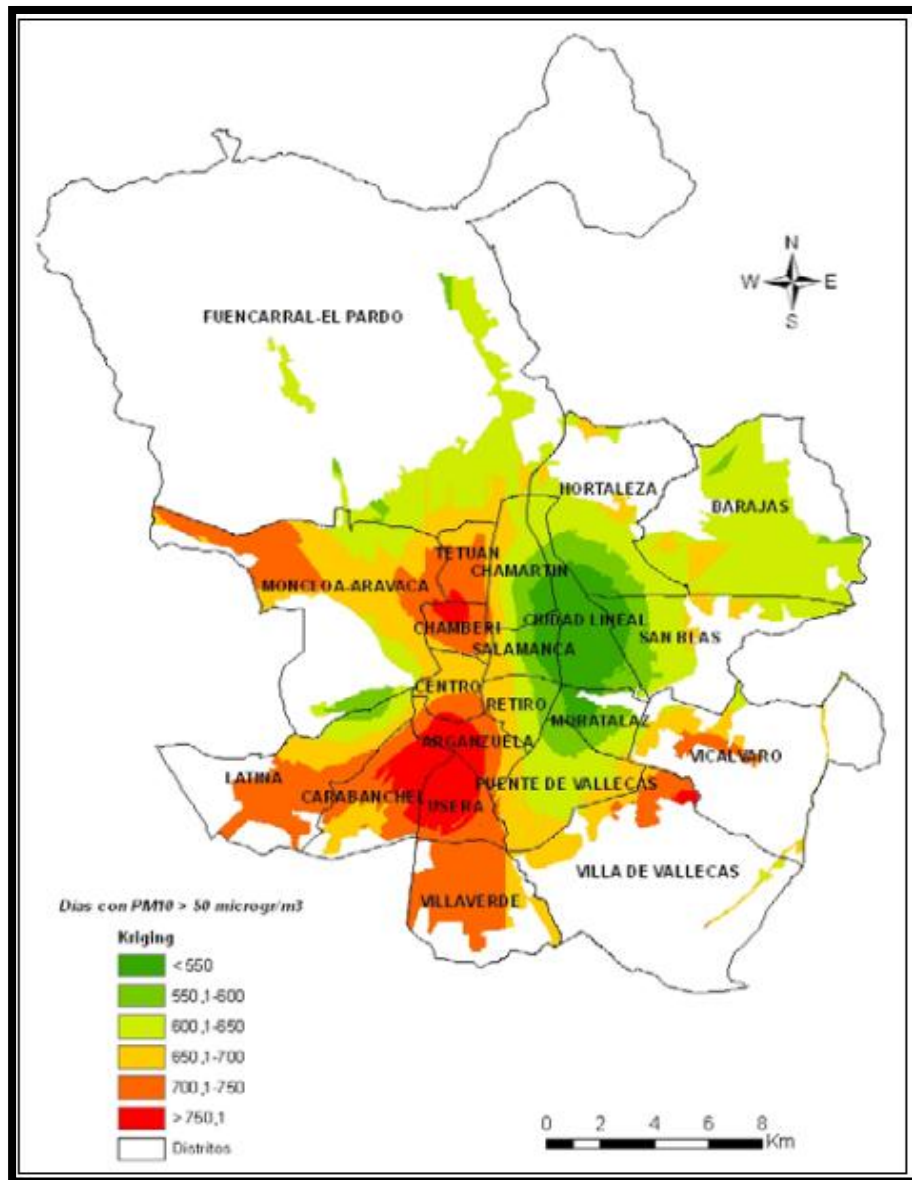 N
W E
S
FUENCARRAL-EL PARDO
HORTALEZA
BARAJAS
TETUAN
CHAMARTIN
MONCLOA-ARAVACA
CHAMBERI
CIUDAD LINEAL
SAN BLAS
SALAMANCA
CENTRO
RETIRO
MORATALAZ
ARGANZUELA
VICALVARO
LATINA
PUENTE DE VALLECAS
CARABANCHEL
USERA
VILLA DE VALLECAS
VILLAVERDE
Días con PM10 > 50 microgr/m3
Kriging
< 550
550,1-600
600,1-650
650,1-700
700,1-750
> 750,1
Distritos
0 2 4 6 8
Km